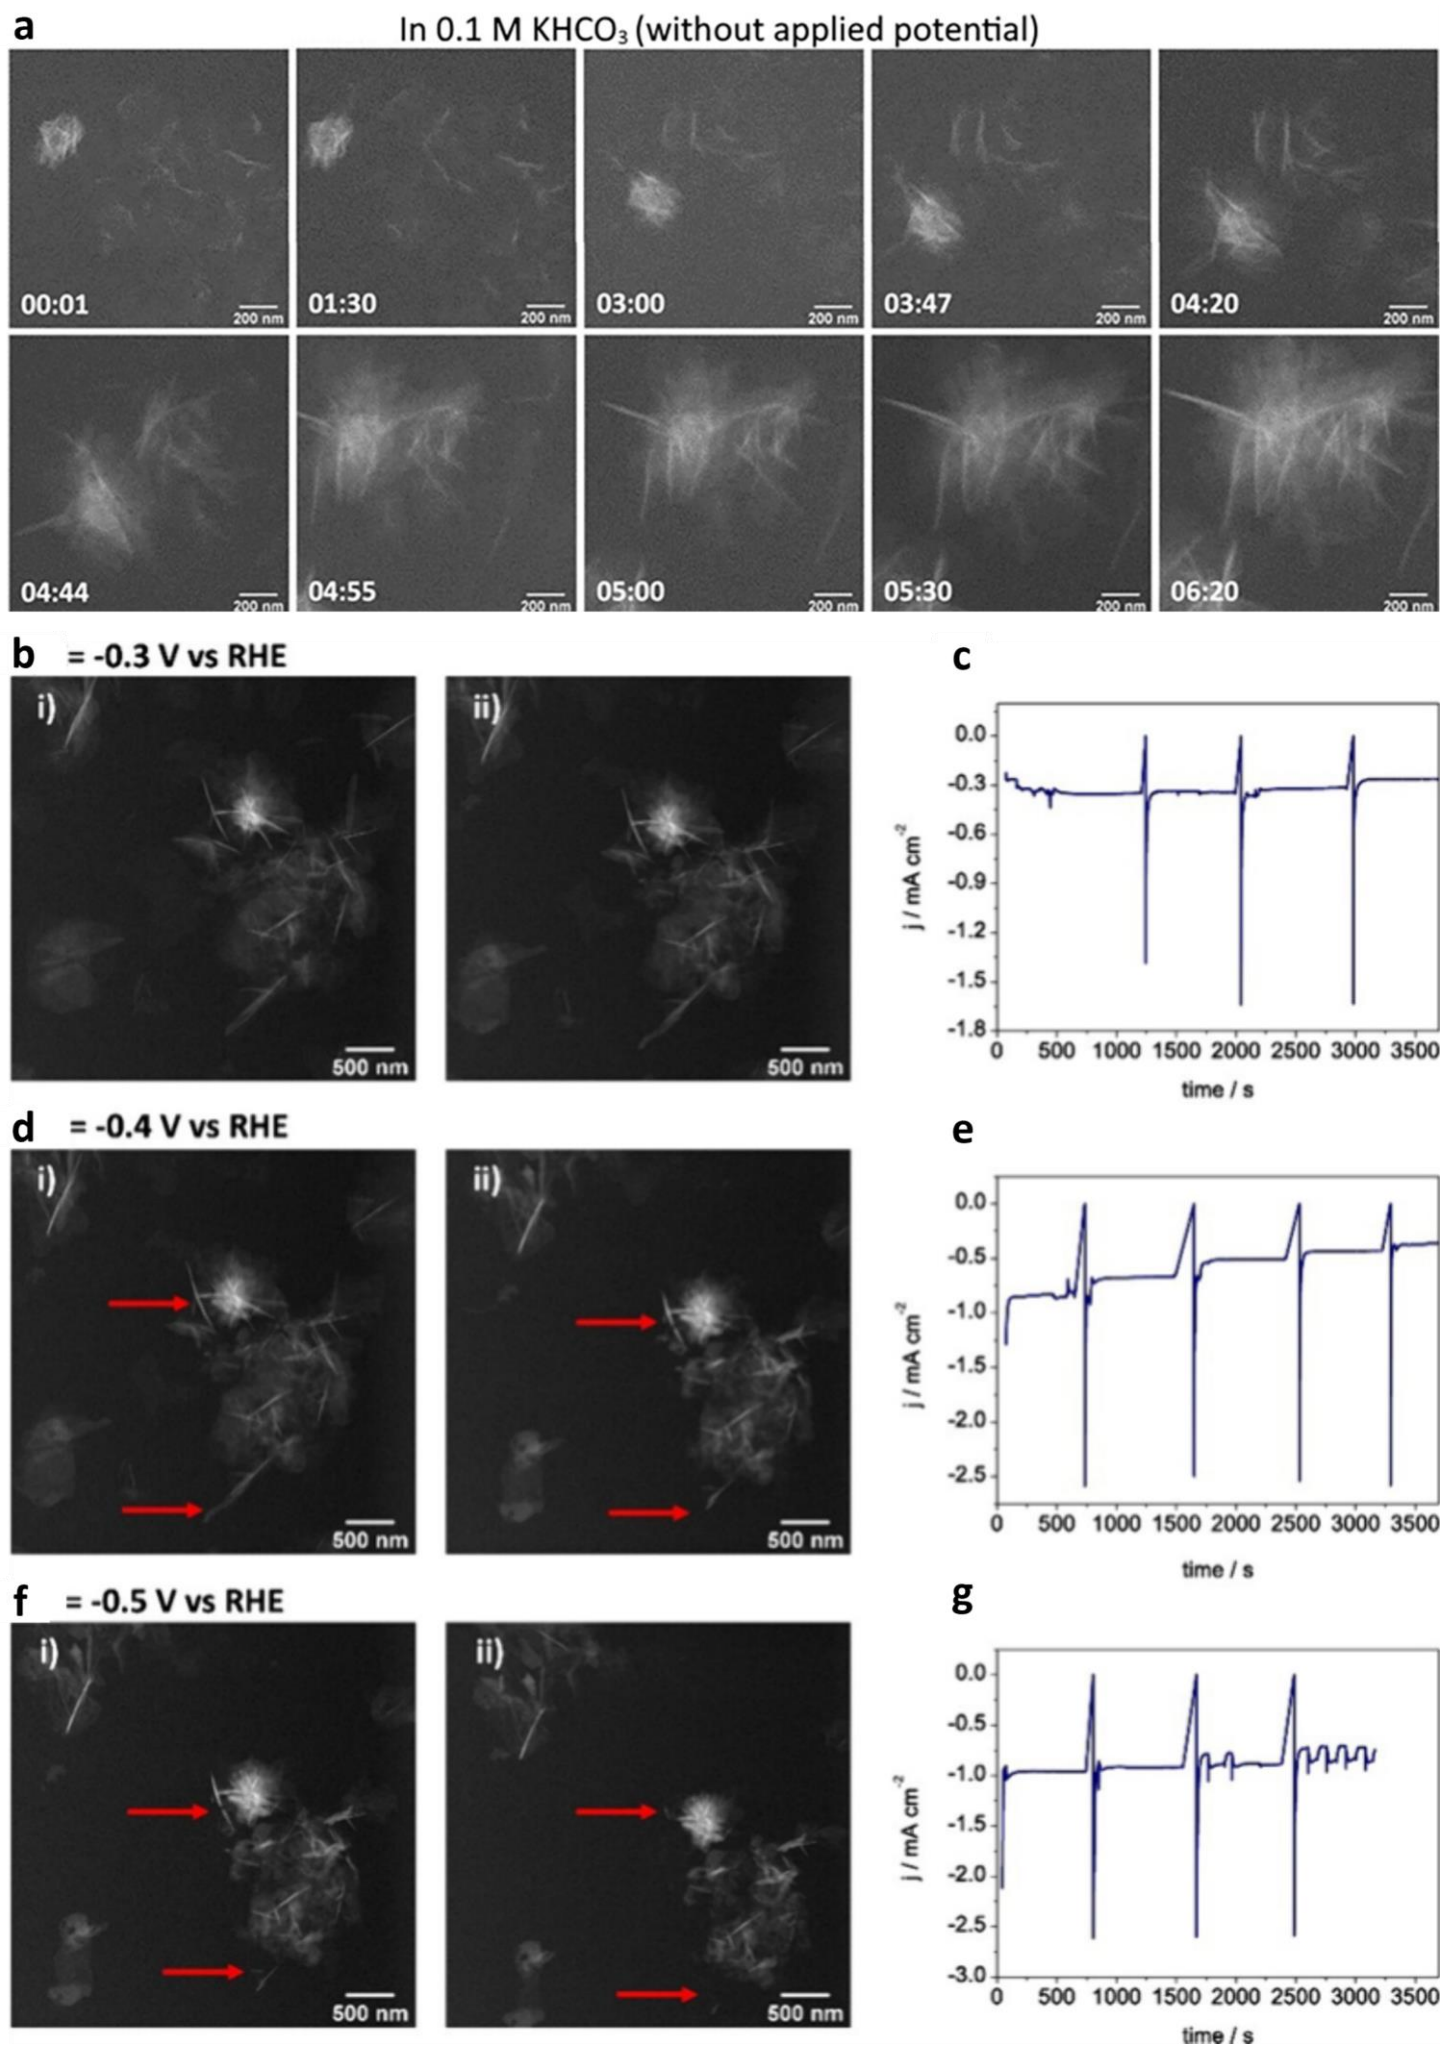 a In 0.1 M KHCO₃ (without applied potential)
00:01 200 nm 01:30 200 nm 03:00 200 nm 03:47 200 nm 04:20 200 nm
04:44 200 nm 04:55 200 nm 05:00 200 nm 05:30 200 nm 06:20 200 nm
b = -0.3 V vs RHE
i)
500 nm
ii)
500 nm
c
0.0
-0.3
-0.6
-0.9
-1.2
-1.5
-1.8
j / mA cm⁻²
0 500 1000 1500 2000 2500 3000 3500
time / s
d = -0.4 V vs RHE
i)
500 nm
ii)
500 nm
e
0.0
-0.5
-1.0
-1.5
-2.0
-2.5
j / mA cm⁻²
0 500 1000 1500 2000 2500 3000 3500
time / s
f = -0.5 V vs RHE
i)
500 nm
ii)
500 nm
g
0.0
-0.5
-1.0
-1.5
-2.0
-2.5
-3.0
j / mA cm⁻²
0 500 1000 1500 2000 2500 3000 3500
time / s